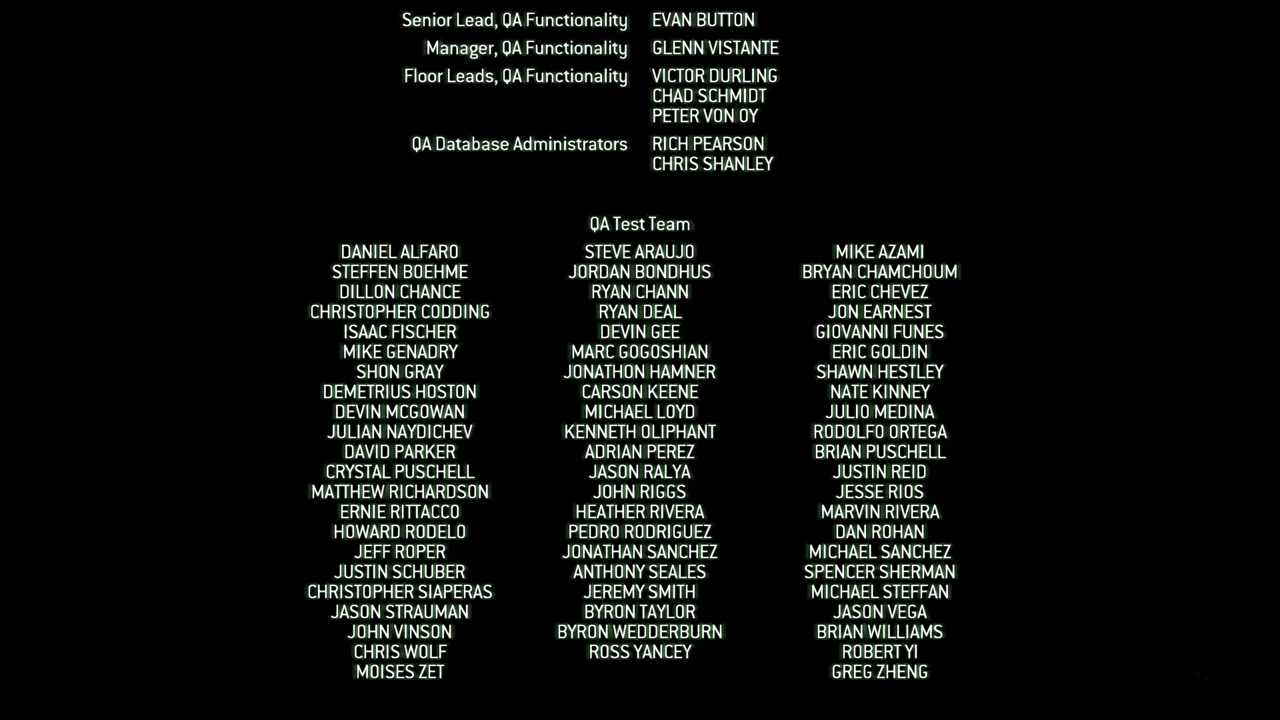 Senior Lead, QA Functionality EVAN BUTTON
Manager, QA Functionality GLENN VISTANTE
Floor Leads, QA Functionality VICTOR DURLING
CHAD SCHMIDT
PETER VON OY
QA Database Administrators RICH PEARSON
CHRIS SHANLEY
QA Test Team
DANIEL ALFARO STEVE ARAUJO MIKE AZAMI
STEFFEN BOEHME JORDAN BONDHUS BRYAN CHAMCHOUM
DILLON CHANCE RYAN CHANN ERIC CHEVEZ
CHRISTOPHER CODDING RYAN DEAL JON EARNEST
ISAAC FISCHER DEVIN GEE GIOVANNI FUNES
MIKE GENADRY MARC GOGOSHIAN ERIC GOLDIN
SHON GRAY JONATHON HAMNER SHAWN HESTLEY
DEMETRIUS HOSTON CARSON KEENE NATE KINNEY
DEVIN MCGOWAN MICHAEL LOYD JULIO MEDINA
JULIAN NAYDICHEV KENNETH OLIPHANT RODOLFO ORTEGA
DAVID PARKER ADRIAN PEREZ BRIAN PUSCHELL
CRYSTAL PUSCHELL JASON RALYA JUSTIN REID
MATTHEW RICHARDSON JOHN RIGGS JESSE RIOS
ERNIE RITTACCO HEATHER RIVERA MARVIN RIVERA
HOWARD RODELO PEDRO RODRIGUEZ DAN ROHAN
JEFF ROPER JONATHAN SANCHEZ MICHAEL SANCHEZ
JUSTIN SCHUBER ANTHONY SEALES SPENCER SHERMAN
CHRISTOPHER SIAPERAS JEREMY SMITH MICHAEL STEFFAN
JASON STRAUMAN BYRON TAYLOR JASON VEGA
JOHN VINSON BYRON WEDDERBURN BRIAN WILLIAMS
CHRIS WOLF ROSS YANCEY ROBERT YI
MOISES ZET GREG ZHENG